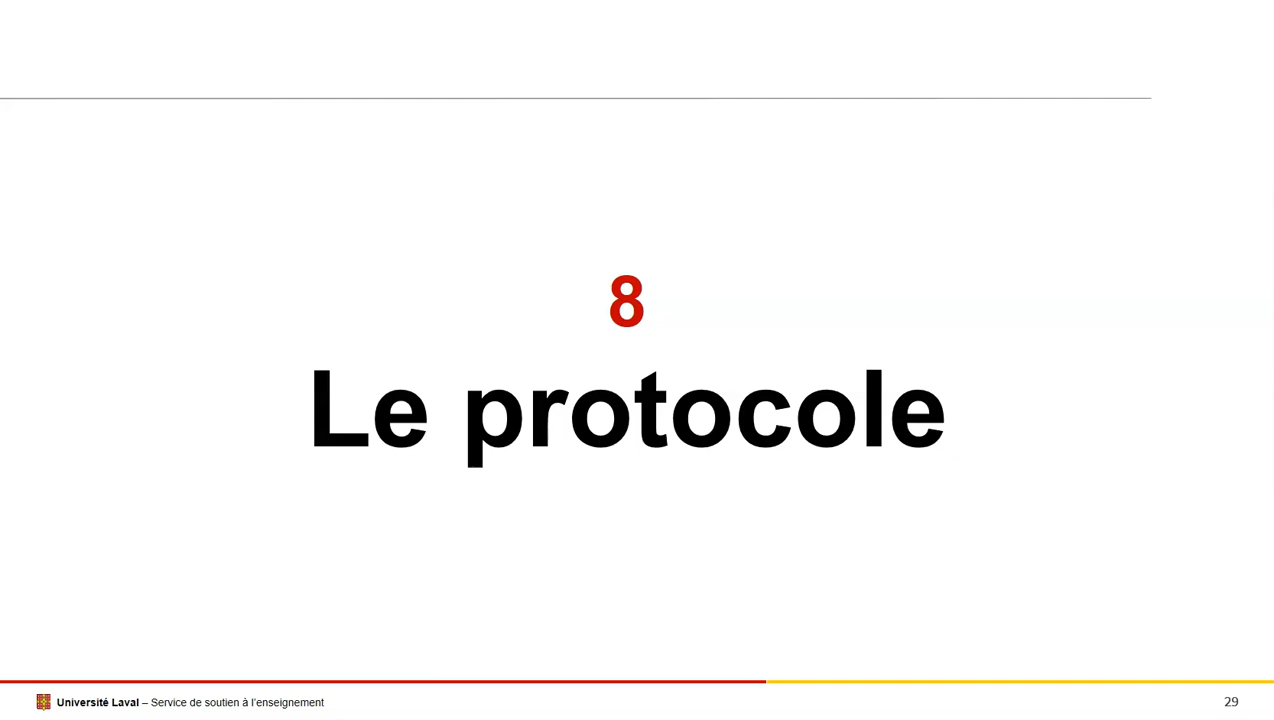 8
Le protocole
Université Laval – Service de soutien à l'enseignement
29